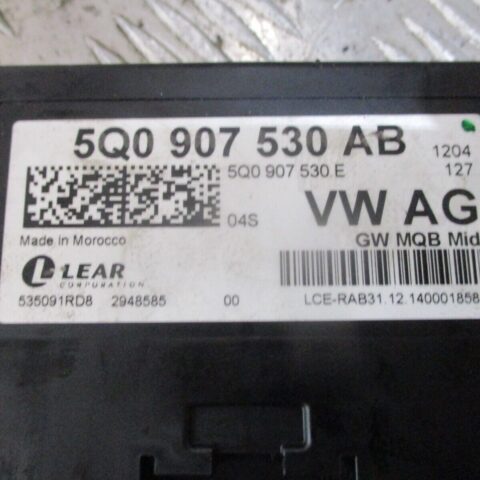 5Q0 907 530 AB 1204
5Q0 907 530 E 127
04S VW AG
Made in Morocco GW MQB Mid
LEAR
CORPORATION
535091RD8 2948585 00 LCE-RAB31.12.140001858